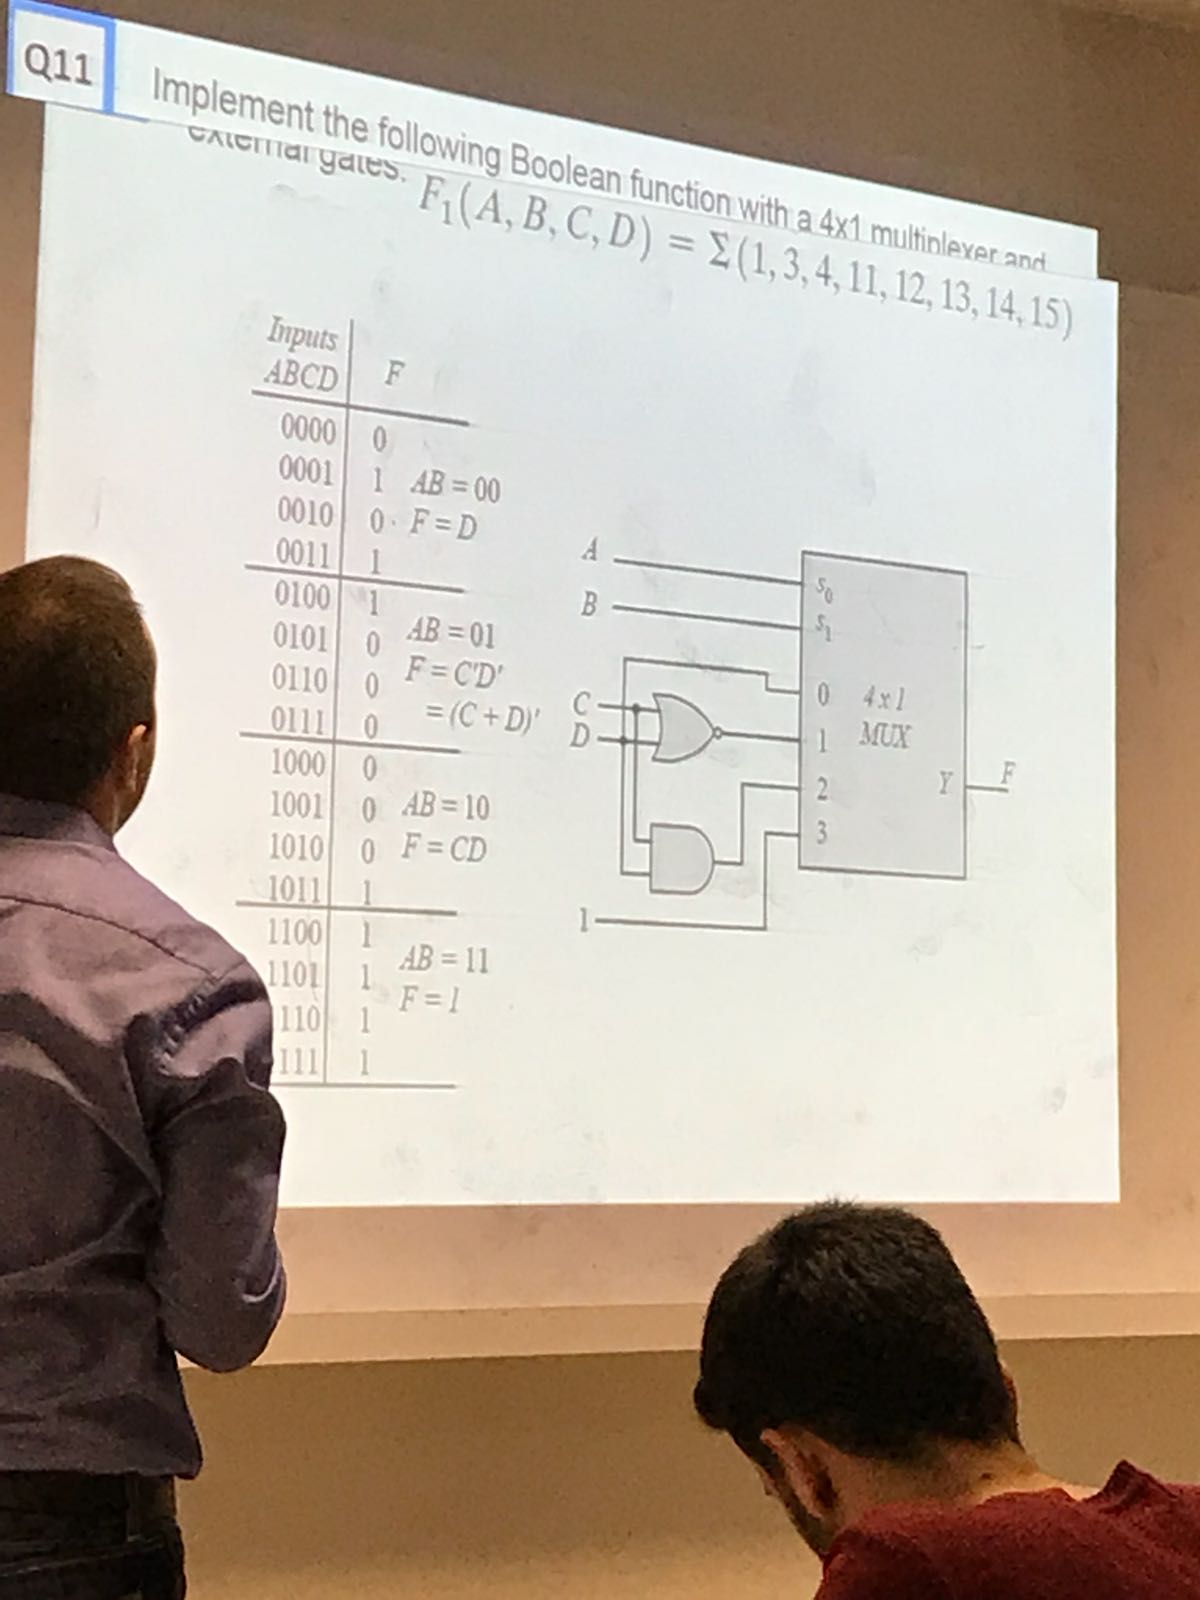 Q11
Implement the following Boolean function with a 4x1 multiplexer and
external gates.
F₁(A, B, C, D) = Σ(1, 3, 4, 11, 12, 13, 14, 15)
Inputs
ABCD F
0000 0
0001 1 AB = 00
0010 0 F = D
0011 1
0100 1
0101 0 AB = 01
0110 0 F = C'D'
0111 0 = (C + D)'
1000 0
1001 0 AB = 10
1010 0 F = CD
1011 1
1100 1
1101 1 AB = 11
110 1 F = 1
111 1
A S₀
B S₁
C 0 4x1
D 1 MUX
2 Y F
3
1